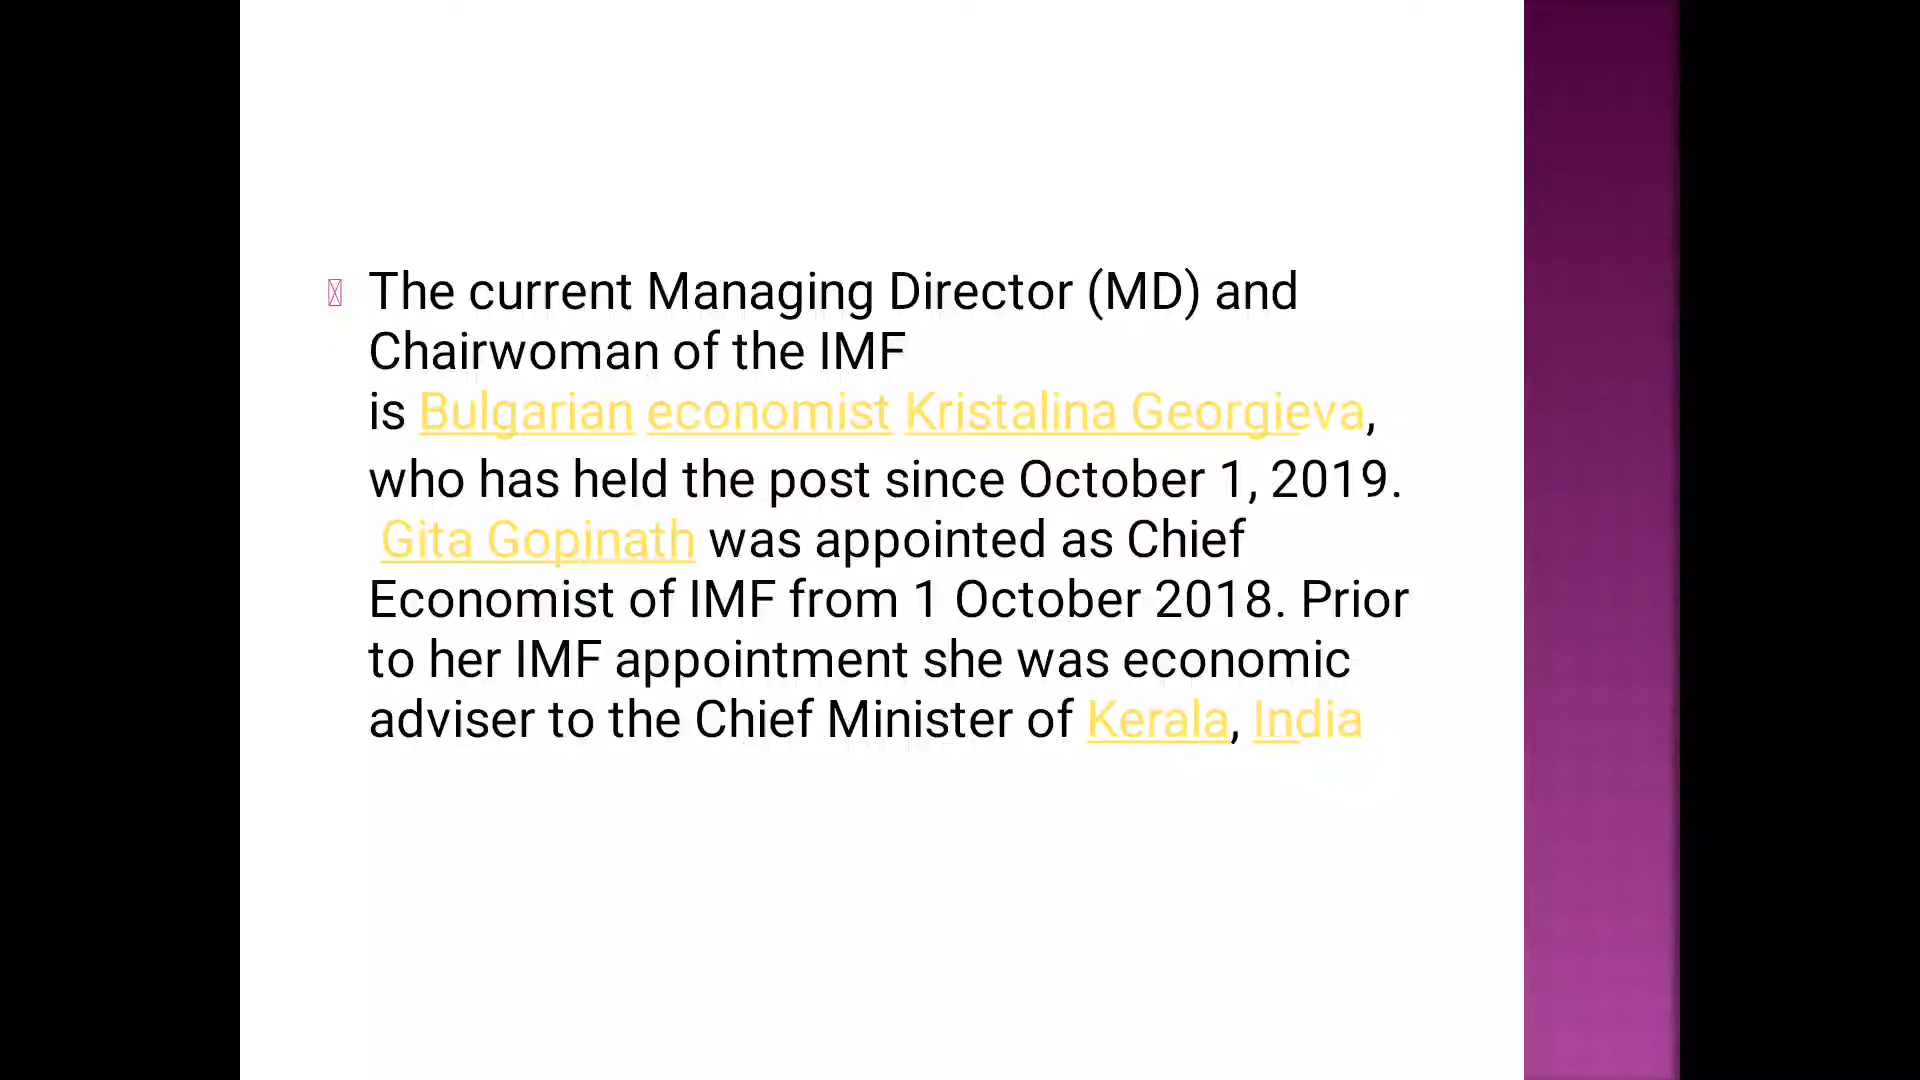 The current Managing Director (MD) and
Chairwoman of the IMF
is Bulgarian economist Kristalina Georgieva,
who has held the post since October 1, 2019.
Gita Gopinath was appointed as Chief
Economist of IMF from 1 October 2018. Prior
to her IMF appointment she was economic
adviser to the Chief Minister of Kerala, India